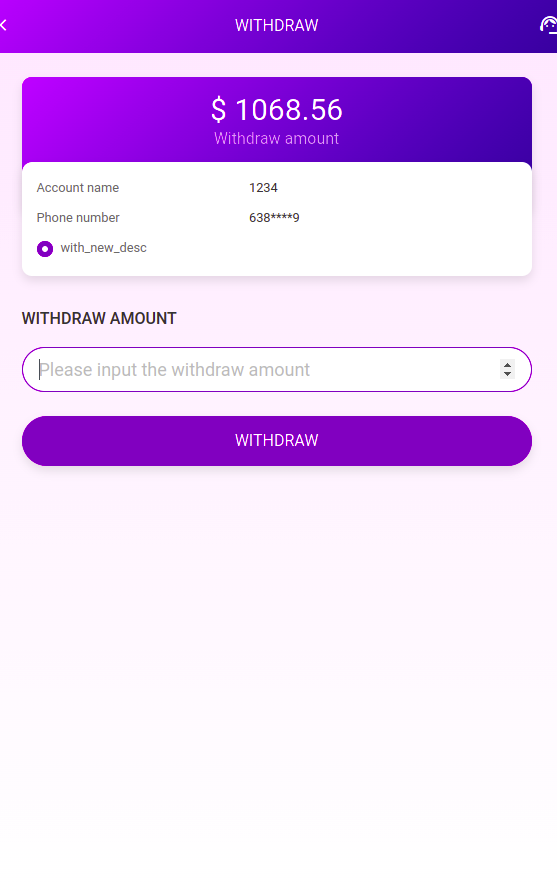 WITHDRAW
$ 1068.56
Withdraw amount
Account name 1234
Phone number 638****9
with_new_desc
WITHDRAW AMOUNT
Please input the withdraw amount
WITHDRAW